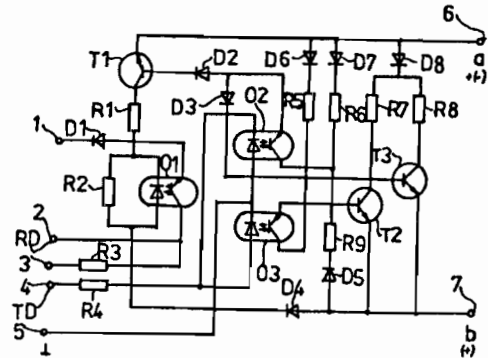 6
T1
D2
D6
D7
D8
a
(+)
D3
O2
R5
R6
R7
R8
R1
1
D1
O1
T3
R2
T2
2
RD
R3
R9
3
4
O3
D5
7
TD
R4
D4
b
5
(+)
⊥